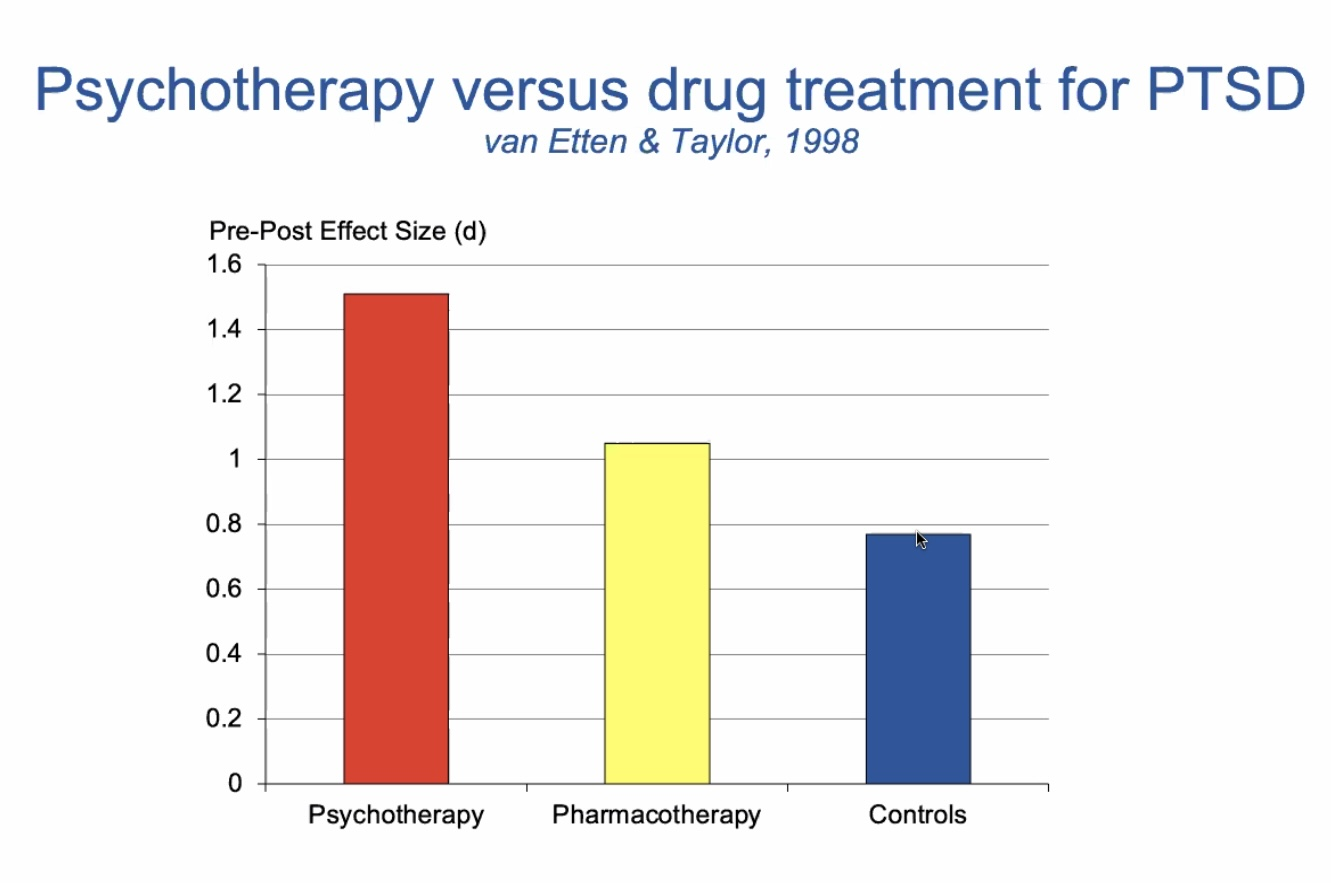 Psychotherapy versus drug treatment for PTSD
van Etten & Taylor, 1998
Pre-Post Effect Size (d)
1.6
1.4
1.2
1
0.8
0.6
0.4
0.2
0
Psychotherapy Pharmacotherapy Controls